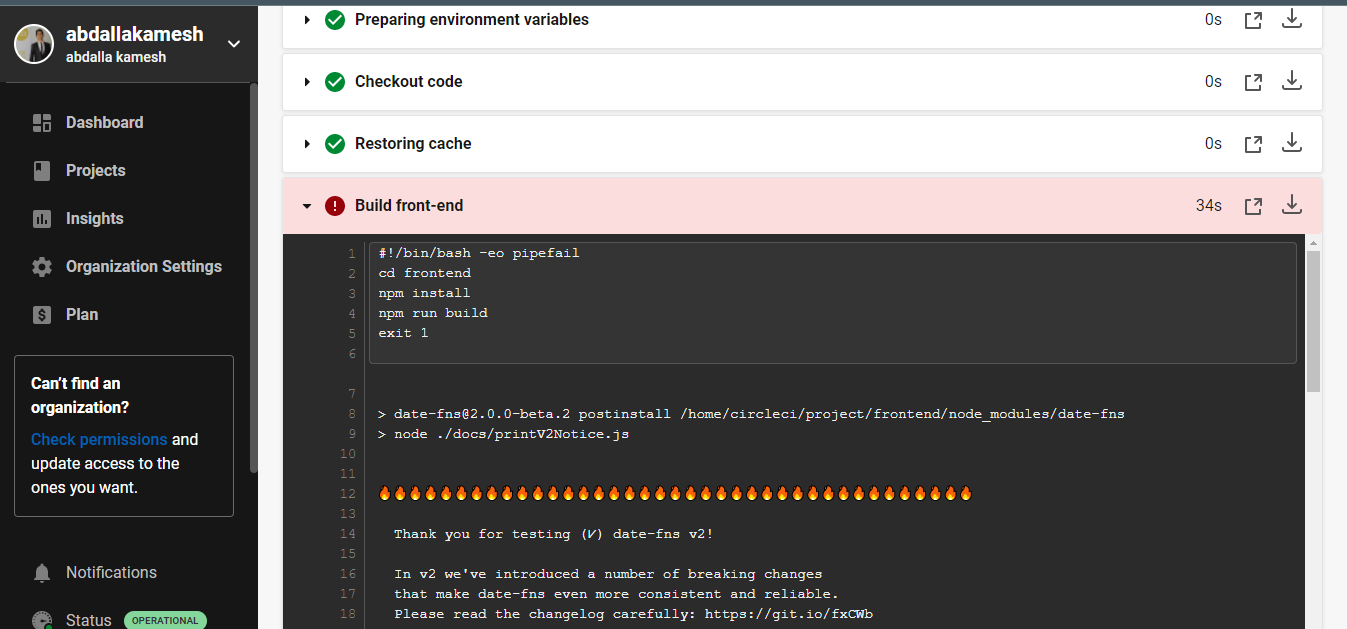 abdallakamesh
abdalla kamesh
Dashboard
Projects
Insights
Organization Settings
Plan
Can't find an
organization?
Check permissions and
update access to the
ones you want.
Notifications
Status OPERATIONAL
Preparing environment variables 0s
Checkout code 0s
Restoring cache 0s
Build front-end 34s
1 #!/bin/bash -eo pipefail
2 cd frontend
3 npm install
4 npm run build
5 exit 1
6
7
8 > date-fns@2.0.0-beta.2 postinstall /home/circleci/project/frontend/node_modules/date-fns
9 > node ./docs/printV2Notice.js
10
11
12 🔥🔥🔥🔥🔥🔥🔥🔥🔥🔥🔥🔥🔥🔥🔥🔥🔥🔥🔥🔥🔥🔥🔥🔥🔥🔥🔥🔥🔥🔥🔥🔥🔥🔥🔥🔥🔥🔥🔥
13
14 Thank you for testing (𝘝) date-fns v2!
15
16 In v2 we've introduced a number of breaking changes
17 that make date-fns even more consistent and reliable.
18 Please read the changelog carefully: https://git.io/fxCWb